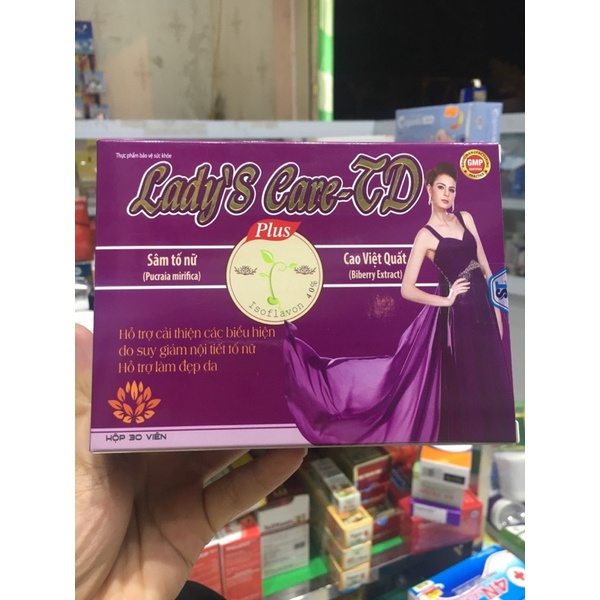 Thực phẩm bảo vệ sức khỏe
Lady'S Care-TD
Plus
GMP
Sâm tố nữ
(Pucraia mirifica)
Cao Việt Quất
(Biberry Extract)
Isoflavon 40%
Hỗ trợ cải thiện các biểu hiện
do suy giảm nội tiết tố nữ
Hỗ trợ làm đẹp da
HỘP 30 VIÊN